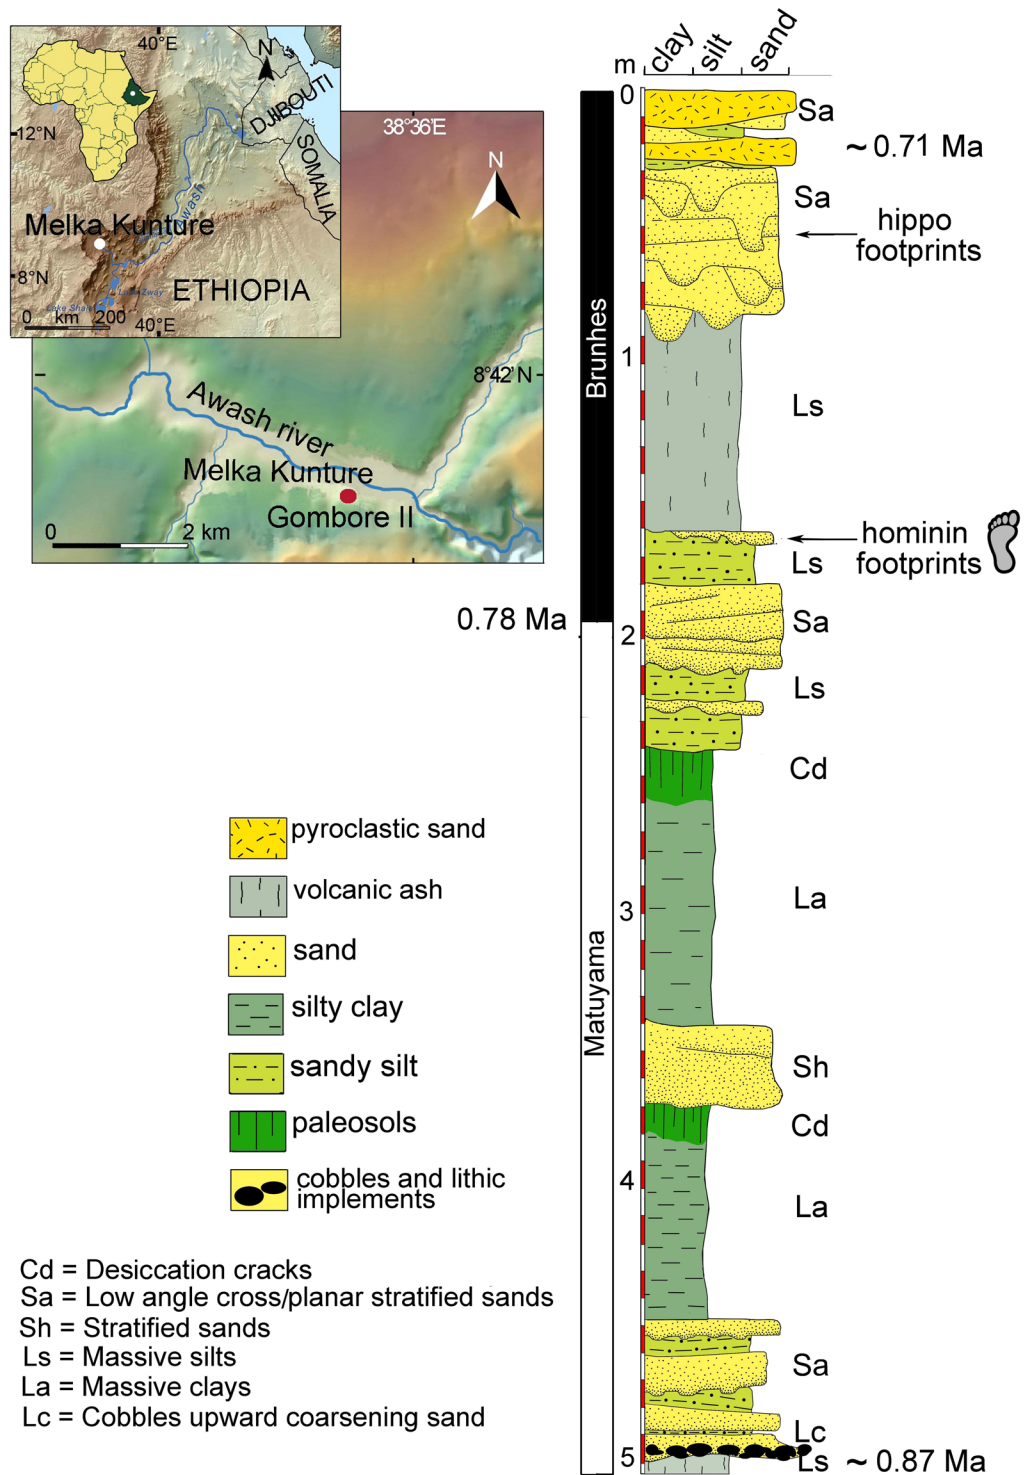 40°E
N
DJIBOUTI
SOMALIA
12°N
Awash
Melka Kunture
8°N
Lake Zway
ETHIOPIA
0 km 200
40°E
38°36'E
N
8°42'N
Awash river
Melka Kunture
Gombore II
0 2 km
m clay silt sand
0
Sa
~ 0.71 Ma
Sa
hippo
footprints
Brunhes
1
Ls
hominin
footprints
Ls
0.78 Ma
Sa
2
Ls
Cd
La
3
Matuyama
Sh
Cd
4
La
Sa
Lc
5
Ls ~ 0.87 Ma
pyroclastic sand
volcanic ash
sand
silty clay
sandy silt
paleosols
cobbles and lithic
implements
Cd = Desiccation cracks
Sa = Low angle cross/planar stratified sands
Sh = Stratified sands
Ls = Massive silts
La = Massive clays
Lc = Cobbles upward coarsening sand